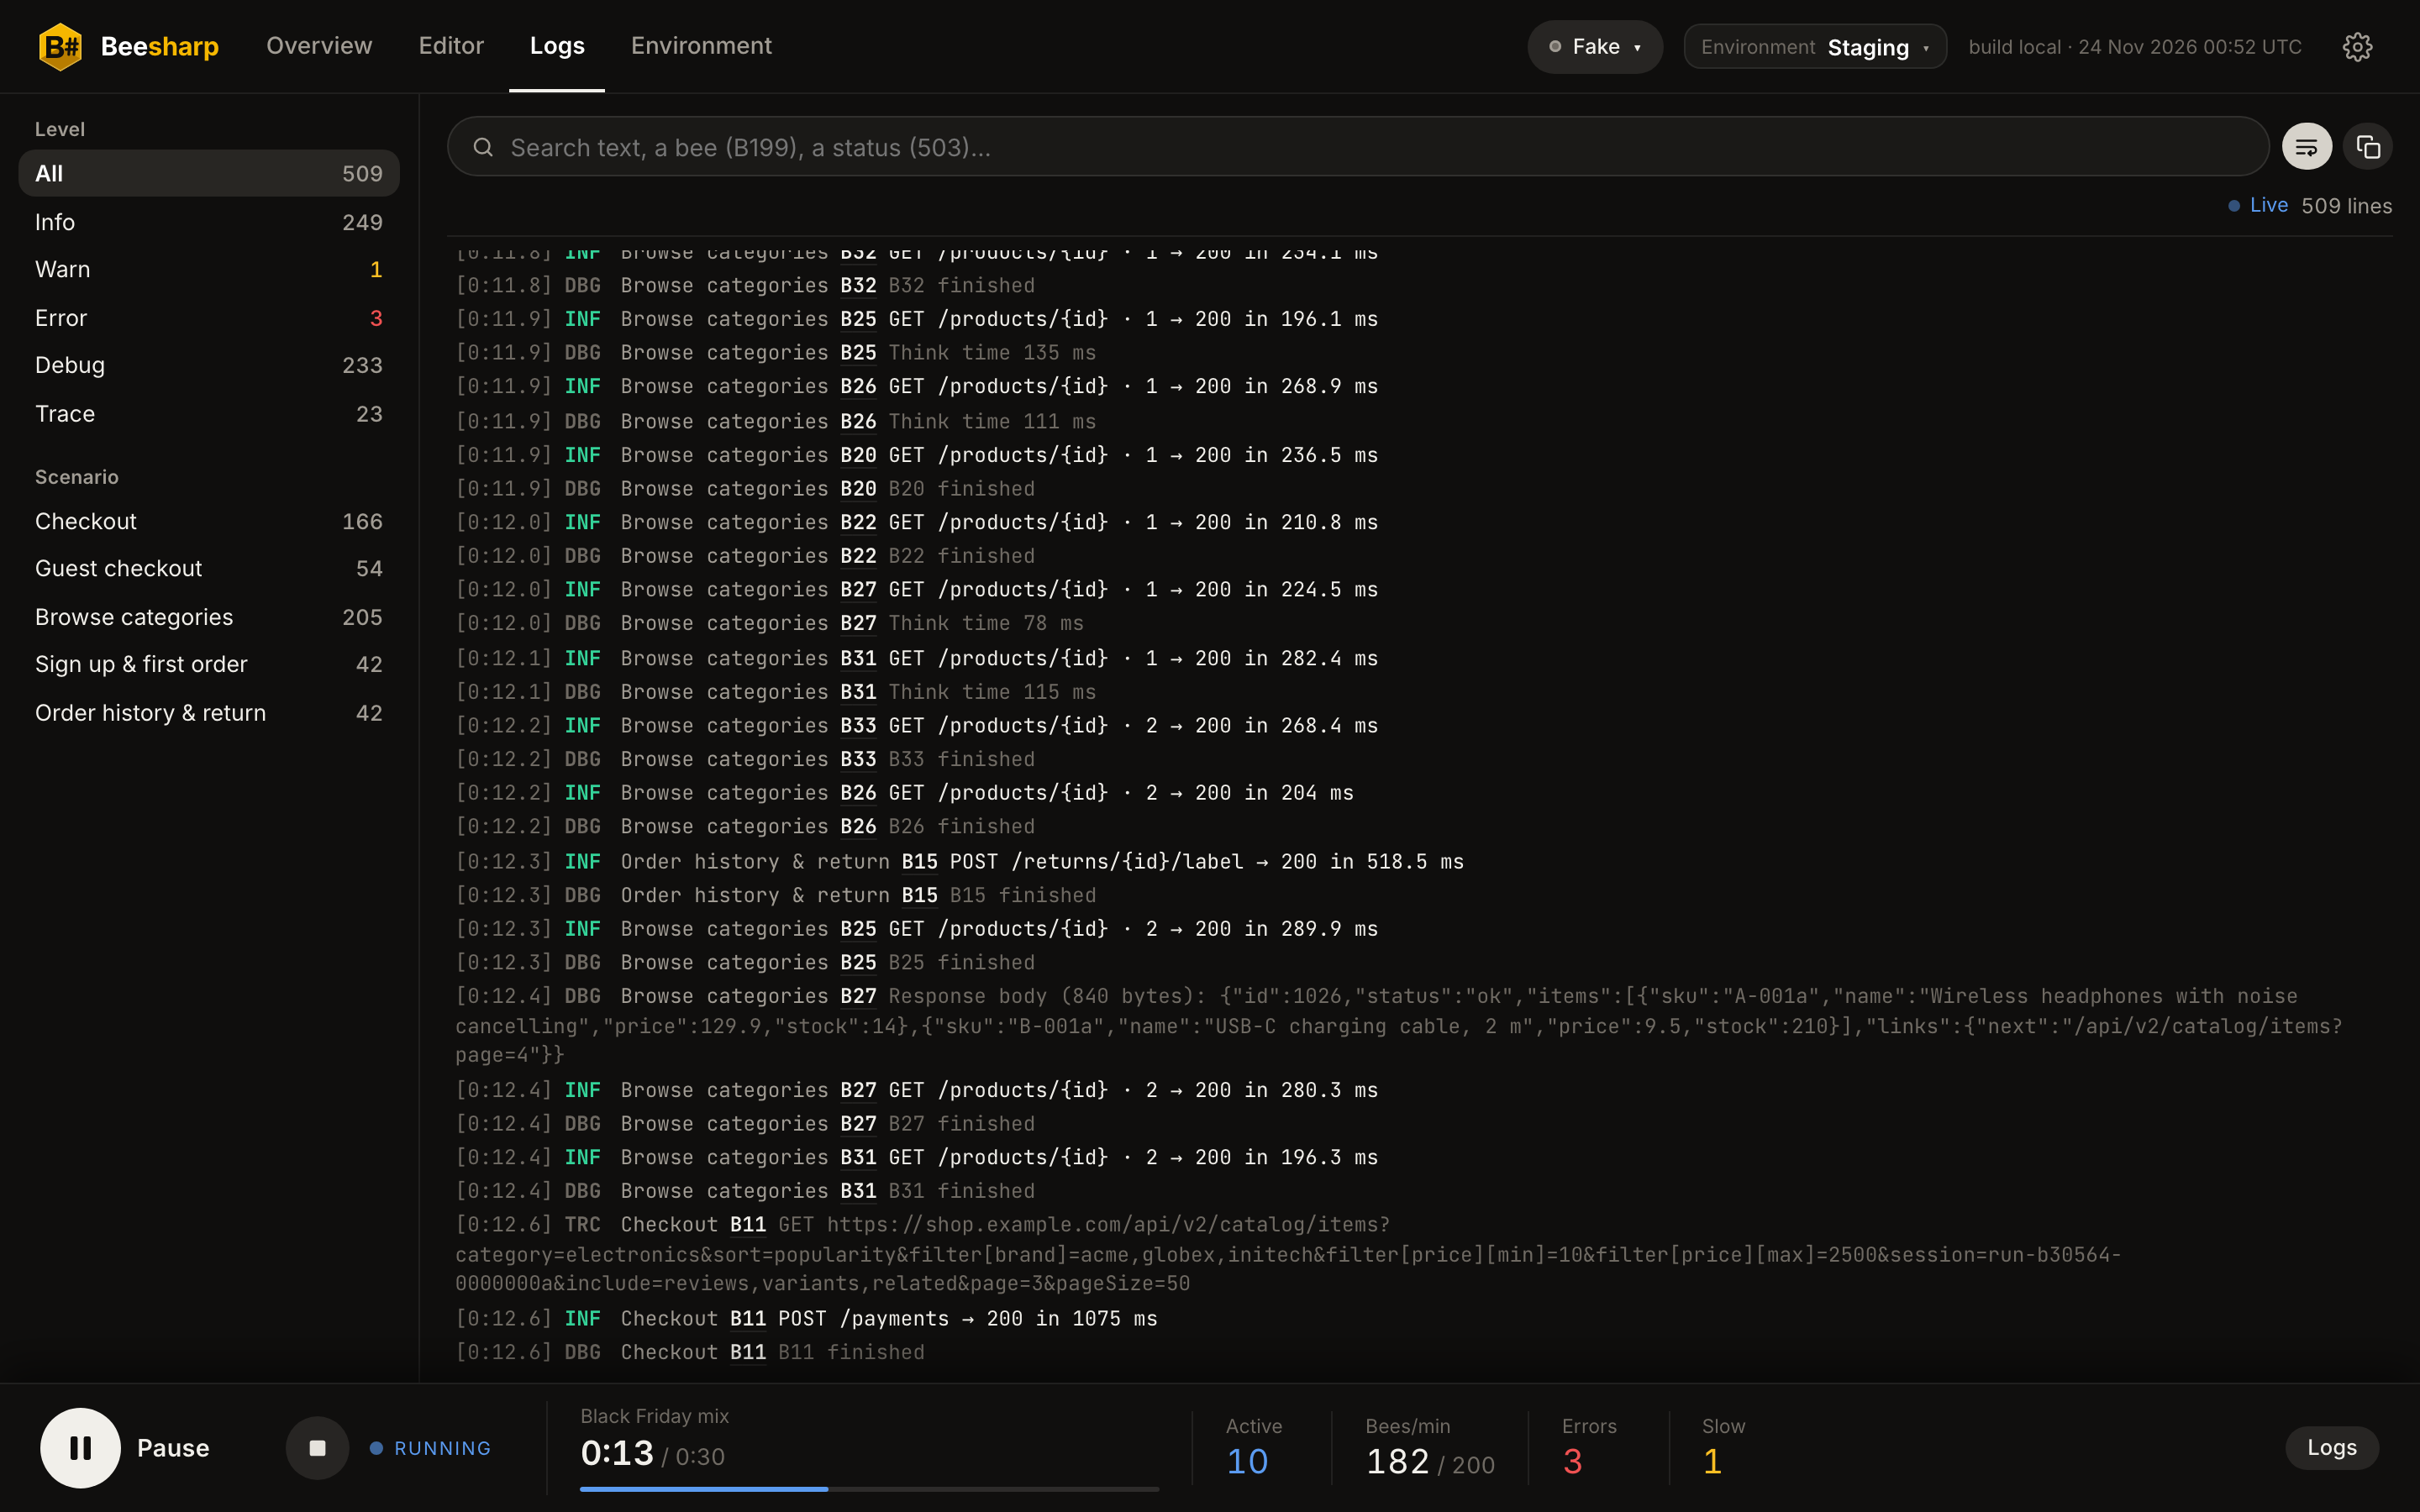 B# Beesharp Overview Editor Logs Environment Fake ▾ Environment Staging ▾ build local · 24 Nov 2026 00:52 UTC
Level
All 509
Info 249
Warn 1
Error 3
Debug 233
Trace 23
Scenario
Checkout 166
Guest checkout 54
Browse categories 205
Sign up & first order 42
Order history & return 42
Search text, a bee (B199), a status (503)...
Live 509 lines
[0:11.8] INF Browse categories B32 GET /products/{id} · 1 → 200 in 234.1 ms
[0:11.8] DBG Browse categories B32 B32 finished
[0:11.9] INF Browse categories B25 GET /products/{id} · 1 → 200 in 196.1 ms
[0:11.9] DBG Browse categories B25 Think time 135 ms
[0:11.9] INF Browse categories B26 GET /products/{id} · 1 → 200 in 268.9 ms
[0:11.9] DBG Browse categories B26 Think time 111 ms
[0:11.9] INF Browse categories B20 GET /products/{id} · 1 → 200 in 236.5 ms
[0:11.9] DBG Browse categories B20 B20 finished
[0:12.0] INF Browse categories B22 GET /products/{id} · 1 → 200 in 210.8 ms
[0:12.0] DBG Browse categories B22 B22 finished
[0:12.0] INF Browse categories B27 GET /products/{id} · 1 → 200 in 224.5 ms
[0:12.0] DBG Browse categories B27 Think time 78 ms
[0:12.1] INF Browse categories B31 GET /products/{id} · 1 → 200 in 282.4 ms
[0:12.1] DBG Browse categories B31 Think time 115 ms
[0:12.2] INF Browse categories B33 GET /products/{id} · 2 → 200 in 268.4 ms
[0:12.2] DBG Browse categories B33 B33 finished
[0:12.2] INF Browse categories B26 GET /products/{id} · 2 → 200 in 204 ms
[0:12.2] DBG Browse categories B26 B26 finished
[0:12.3] INF Order history & return B15 POST /returns/{id}/label → 200 in 518.5 ms
[0:12.3] DBG Order history & return B15 B15 finished
[0:12.3] INF Browse categories B25 GET /products/{id} · 2 → 200 in 289.9 ms
[0:12.3] DBG Browse categories B25 B25 finished
[0:12.4] DBG Browse categories B27 Response body (840 bytes): {"id":1026,"status":"ok","items":[{"sku":"A-001a","name":"Wireless headphones with noise
cancelling","price":129.9,"stock":14},{"sku":"B-001a","name":"USB-C charging cable, 2 m","price":9.5,"stock":210}],"links":{"next":"/api/v2/catalog/items?
page=4"}}
[0:12.4] INF Browse categories B27 GET /products/{id} · 2 → 200 in 280.3 ms
[0:12.4] DBG Browse categories B27 B27 finished
[0:12.4] INF Browse categories B31 GET /products/{id} · 2 → 200 in 196.3 ms
[0:12.4] DBG Browse categories B31 B31 finished
[0:12.6] TRC Checkout B11 GET https://shop.example.com/api/v2/catalog/items?
category=electronics&sort=popularity&filter[brand]=acme,globex,initech&filter[price][min]=10&filter[price][max]=2500&session=run-b30564-
0000000a&include=reviews,variants,related&page=3&pageSize=50
[0:12.6] INF Checkout B11 POST /payments → 200 in 1075 ms
[0:12.6] DBG Checkout B11 B11 finished
Pause
RUNNING
Black Friday mix
0:13 / 0:30
Active
10
Bees/min
182 / 200
Errors
3
Slow
1
Logs